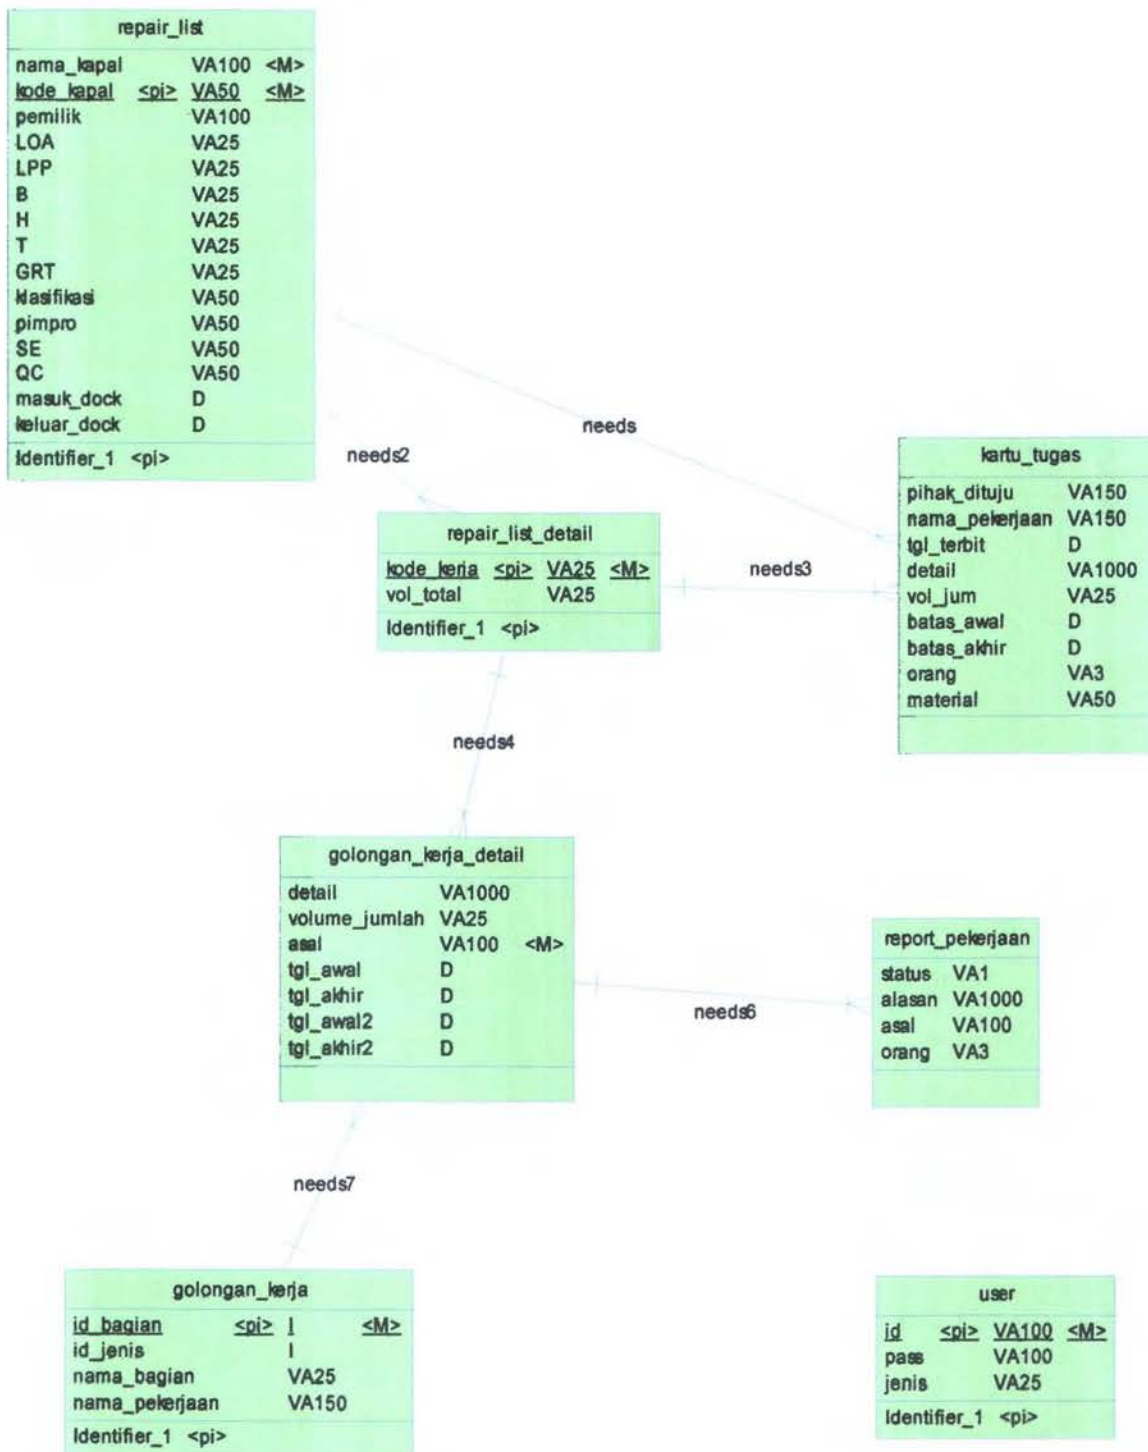 repair_list
nama_kapal VA100 <M>
kode_kapal <pi> VA50 <M>
pemilik VA100
LOA VA25
LPP VA25
B VA25
H VA25
T VA25
GRT VA25
klasifikasi VA50
pimpro VA50
SE VA50
QC VA50
masuk_dock D
keluar_dock D
Identifier_1 <pi>
needs
needs2
kartu_tugas
pihak_dituju VA150
nama_pekerjaan VA150
tgl_terbit D
detail VA1000
vol_jum VA25
batas_awal D
batas_akhir D
orang VA3
material VA50
repair_list_detail
kode_kerja <pi> VA25 <M>
vol_total VA25
Identifier_1 <pi>
needs3
needs4
golongan_kerja_detail
detail VA1000
volume_jumlah VA25
asal VA100 <M>
tgl_awal D
tgl_akhir D
tgl_awal2 D
tgl_akhir2 D
needs6
report_pekerjaan
status VA1
alasan VA1000
asal VA100
orang VA3
needs7
golongan_kerja
id_bagian <pi> I <M>
id_jenis I
nama_bagian VA25
nama_pekerjaan VA150
Identifier_1 <pi>
user
id <pi> VA100 <M>
pass VA100
jenis VA25
Identifier_1 <pi>